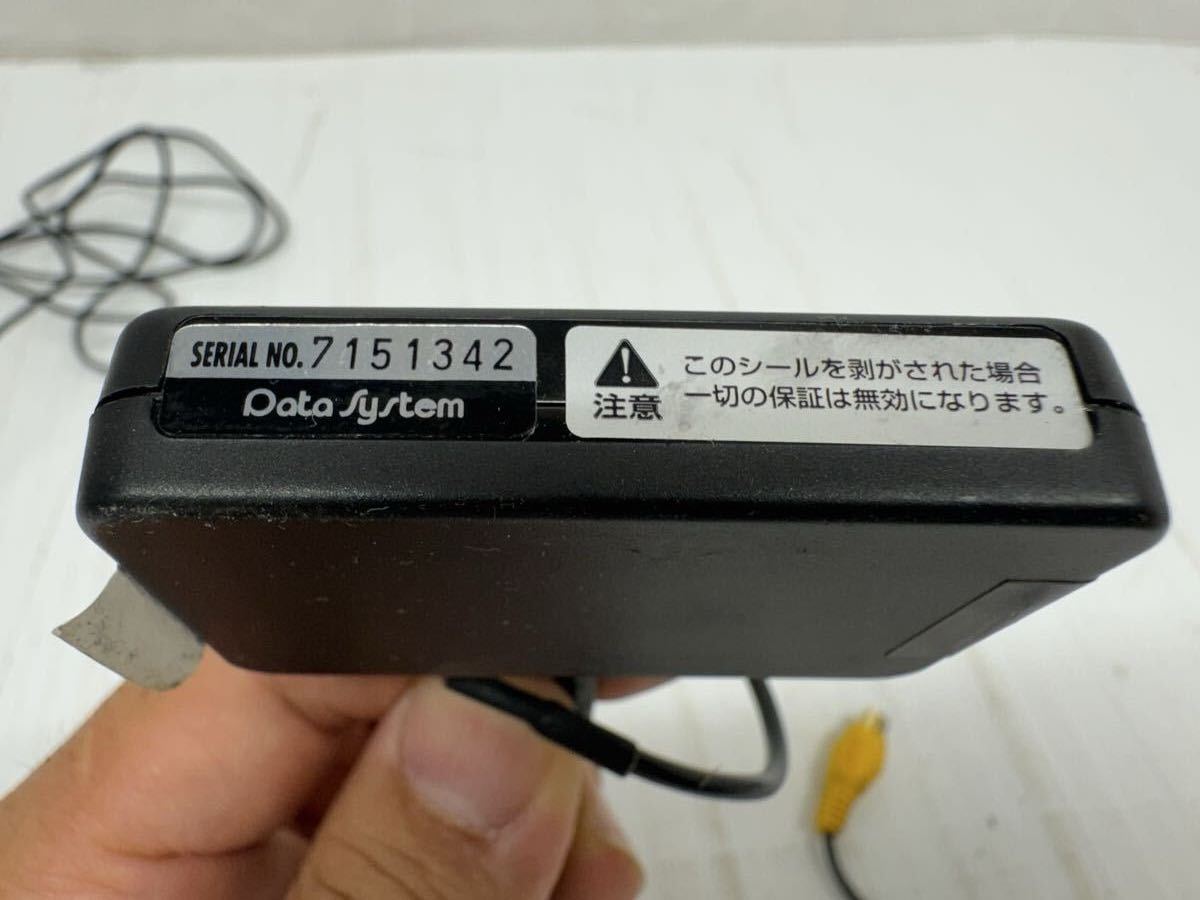 SERIAL NO. 7151342
Data System
注意
このシールを剥がされた場合
一切の保証は無効になります。